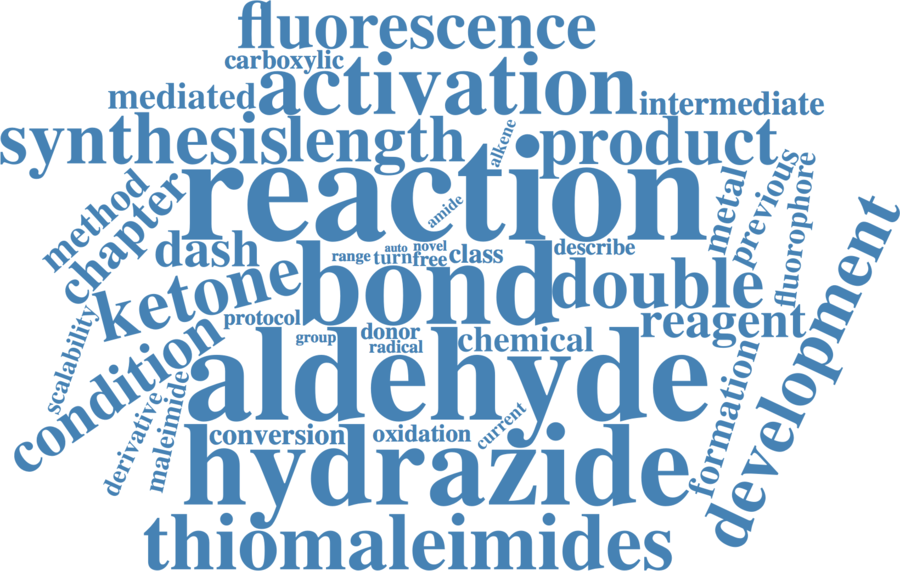 fluorescence
carboxylic
activation
mediated
intermediate
synthesis
length
alkene
product
reaction
method
chapter
amide
metal
previous
fluorophore
dash
auto
novel
range
turn
free
class
describe
ketone
bond
double
development
scalability
protocol
group
donor
radical
chemical
reagent
condition
aldehyde
derivative
maleimide
conversion
oxidation
current
formation
hydrazide
thiomaleimides